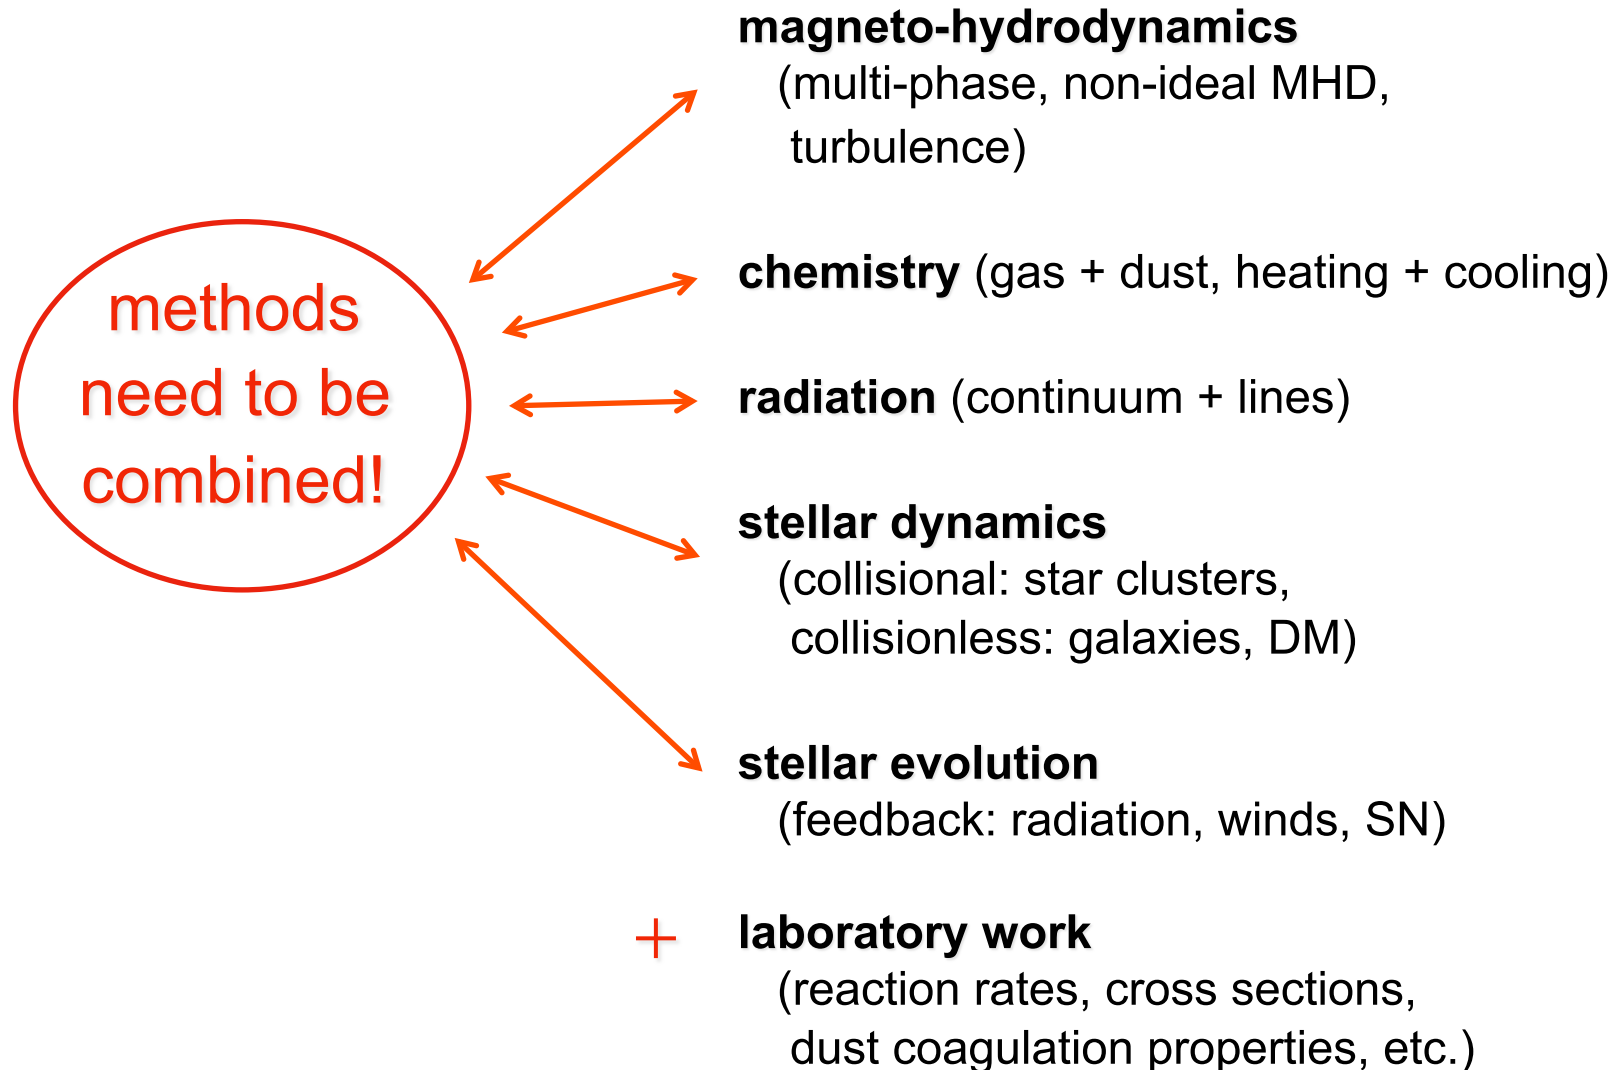 magneto-hydrodynamics
(multi-phase, non-ideal MHD,
turbulence)
methods
need to be
combined!
chemistry (gas + dust, heating + cooling)
radiation (continuum + lines)
stellar dynamics
(collisional: star clusters,
collisionless: galaxies, DM)
stellar evolution
(feedback: radiation, winds, SN)
+ laboratory work
(reaction rates, cross sections,
dust coagulation properties, etc.)